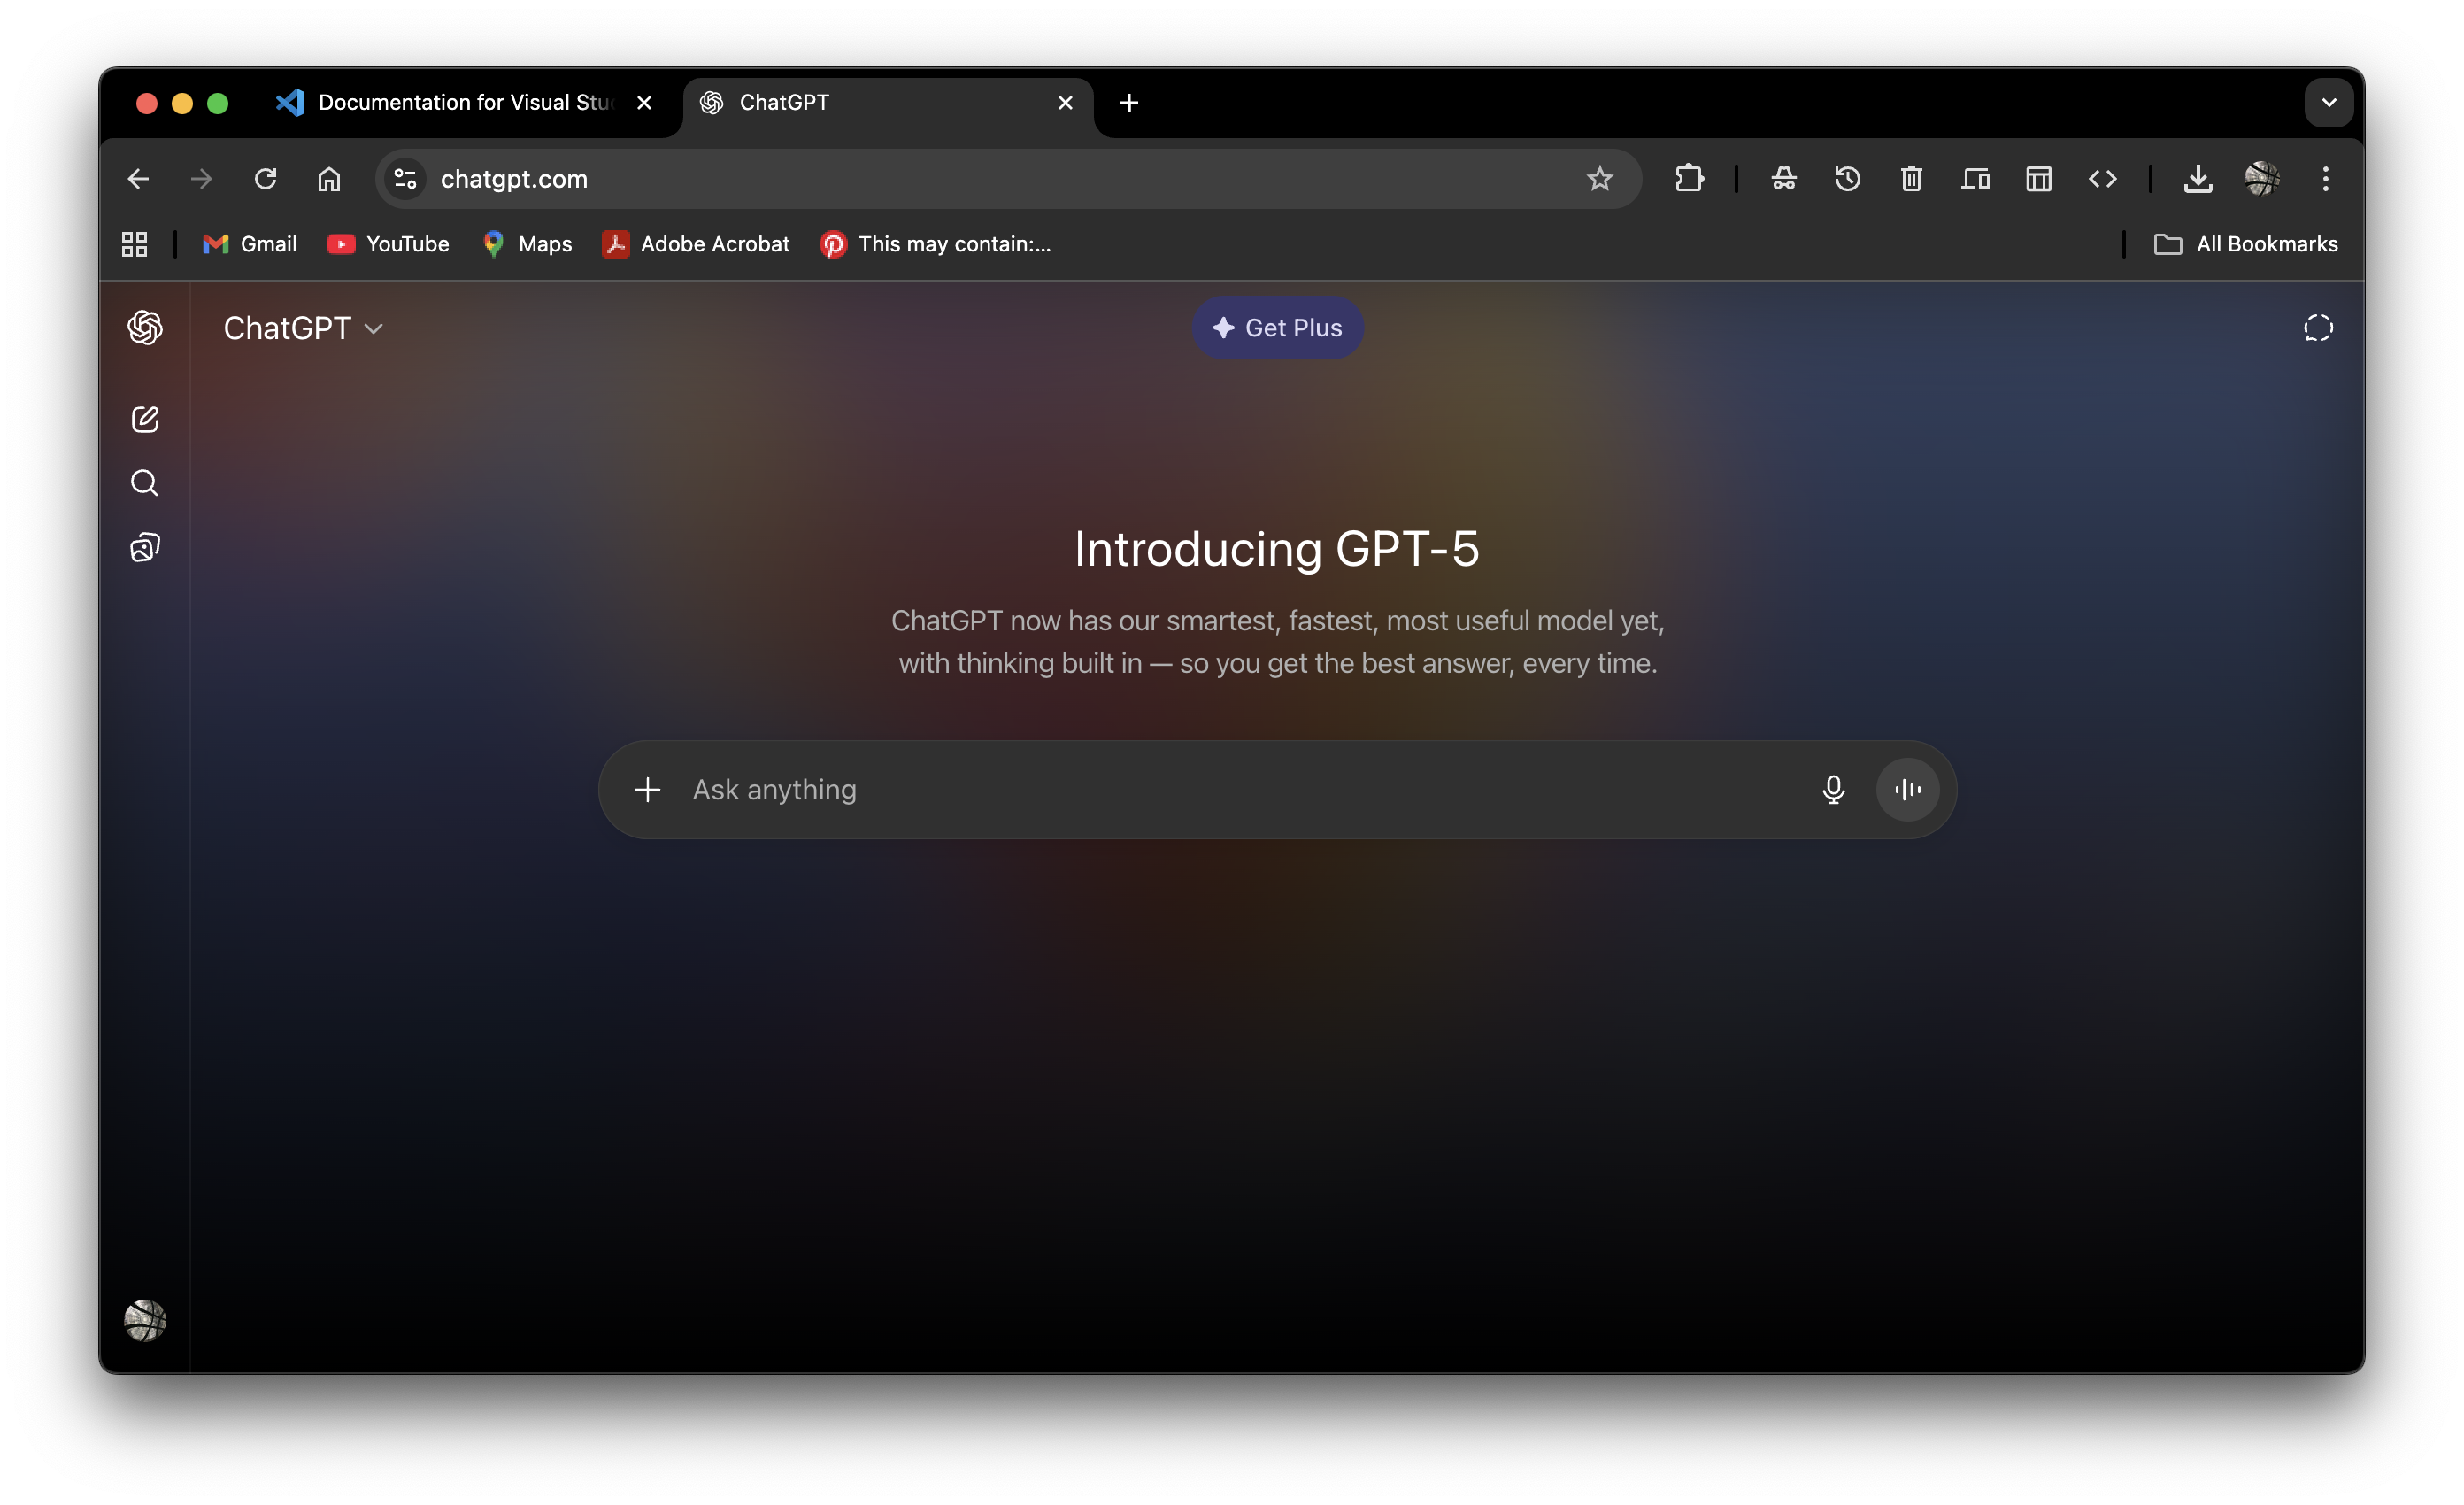 Documentation for Visual Stu
ChatGPT
chatgpt.com
Gmail
YouTube
Maps
Adobe Acrobat
This may contain:...
All Bookmarks
ChatGPT
Get Plus
Introducing GPT-5
ChatGPT now has our smartest, fastest, most useful model yet,
with thinking built in — so you get the best answer, every time.
Ask anything